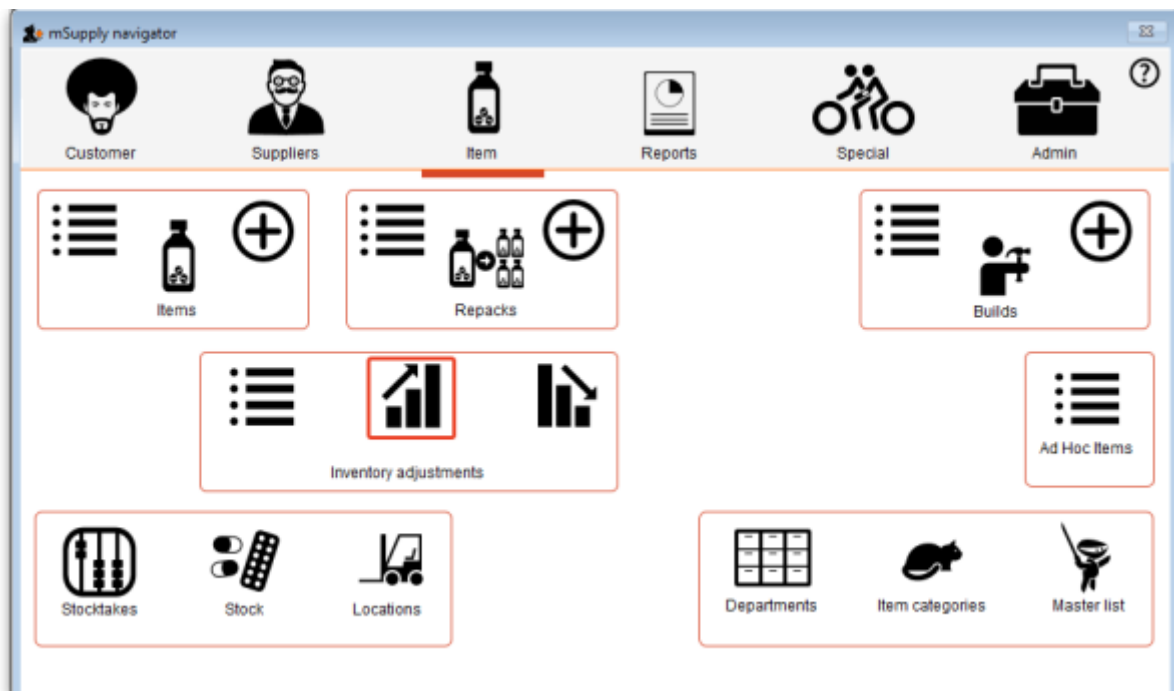 mSupply navigator
Customer
Suppliers
Item
Reports
Special
Admin
?
Items
Repacks
Builds
Inventory adjustments
Ad Hoc Items
Stocktakes
Stock
Locations
Departments
Item categories
Master list